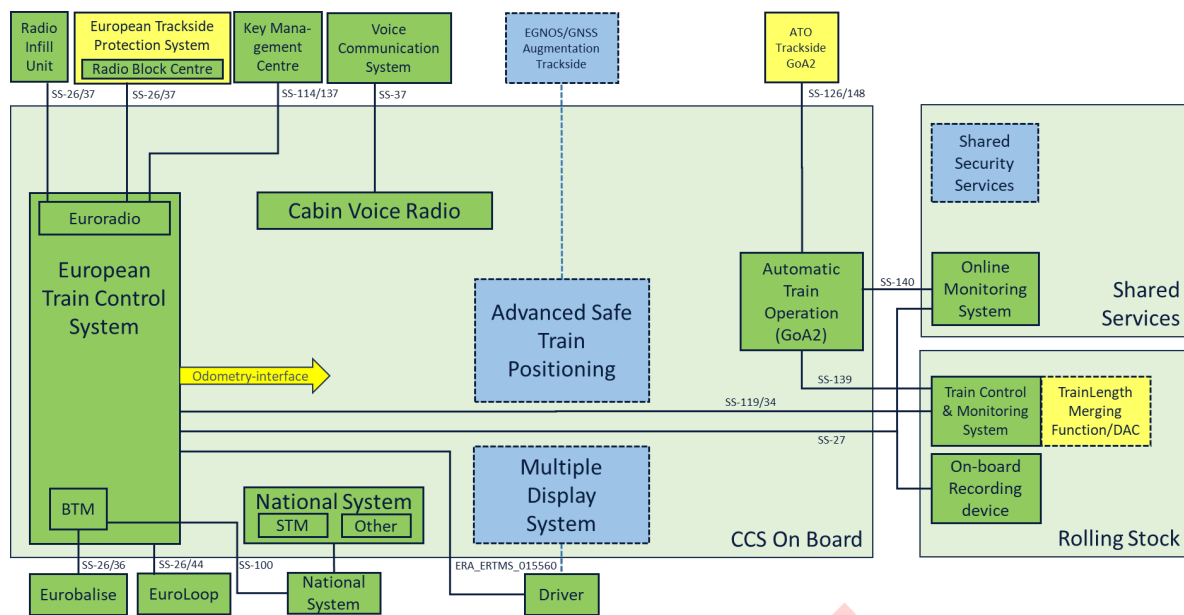 Radio
Infill
Unit
European Trackside
Protection System
Radio Block Centre
Key Mana-
gement
Centre
Voice
Communication
System
EGNOS/GNSS
Augmentation
Trackside
ATO
Trackside
GoA2
SS-26/37
SS-26/37
SS-114/137
SS-37
SS-126/148
Shared
Security
Services
Euroradio
Cabin Voice Radio
European
Train Control
System
Advanced Safe
Train
Positioning
Automatic
Train
Operation
(GoA2)
SS-140
Online
Monitoring
System
Shared
Services
Odometry-interface
SS-139
SS-119/34
SS-27
Train Control
& Monitoring
System
TrainLength
Merging
Function/DAC
BTM
National System
STM
Other
Multiple
Display
System
On-board
Recording
device
CCS On Board
Rolling Stock
SS-26/36
SS-26/44
SS-100
ERA_ERTMS_015560
Eurobalise
EuroLoop
National
System
Driver